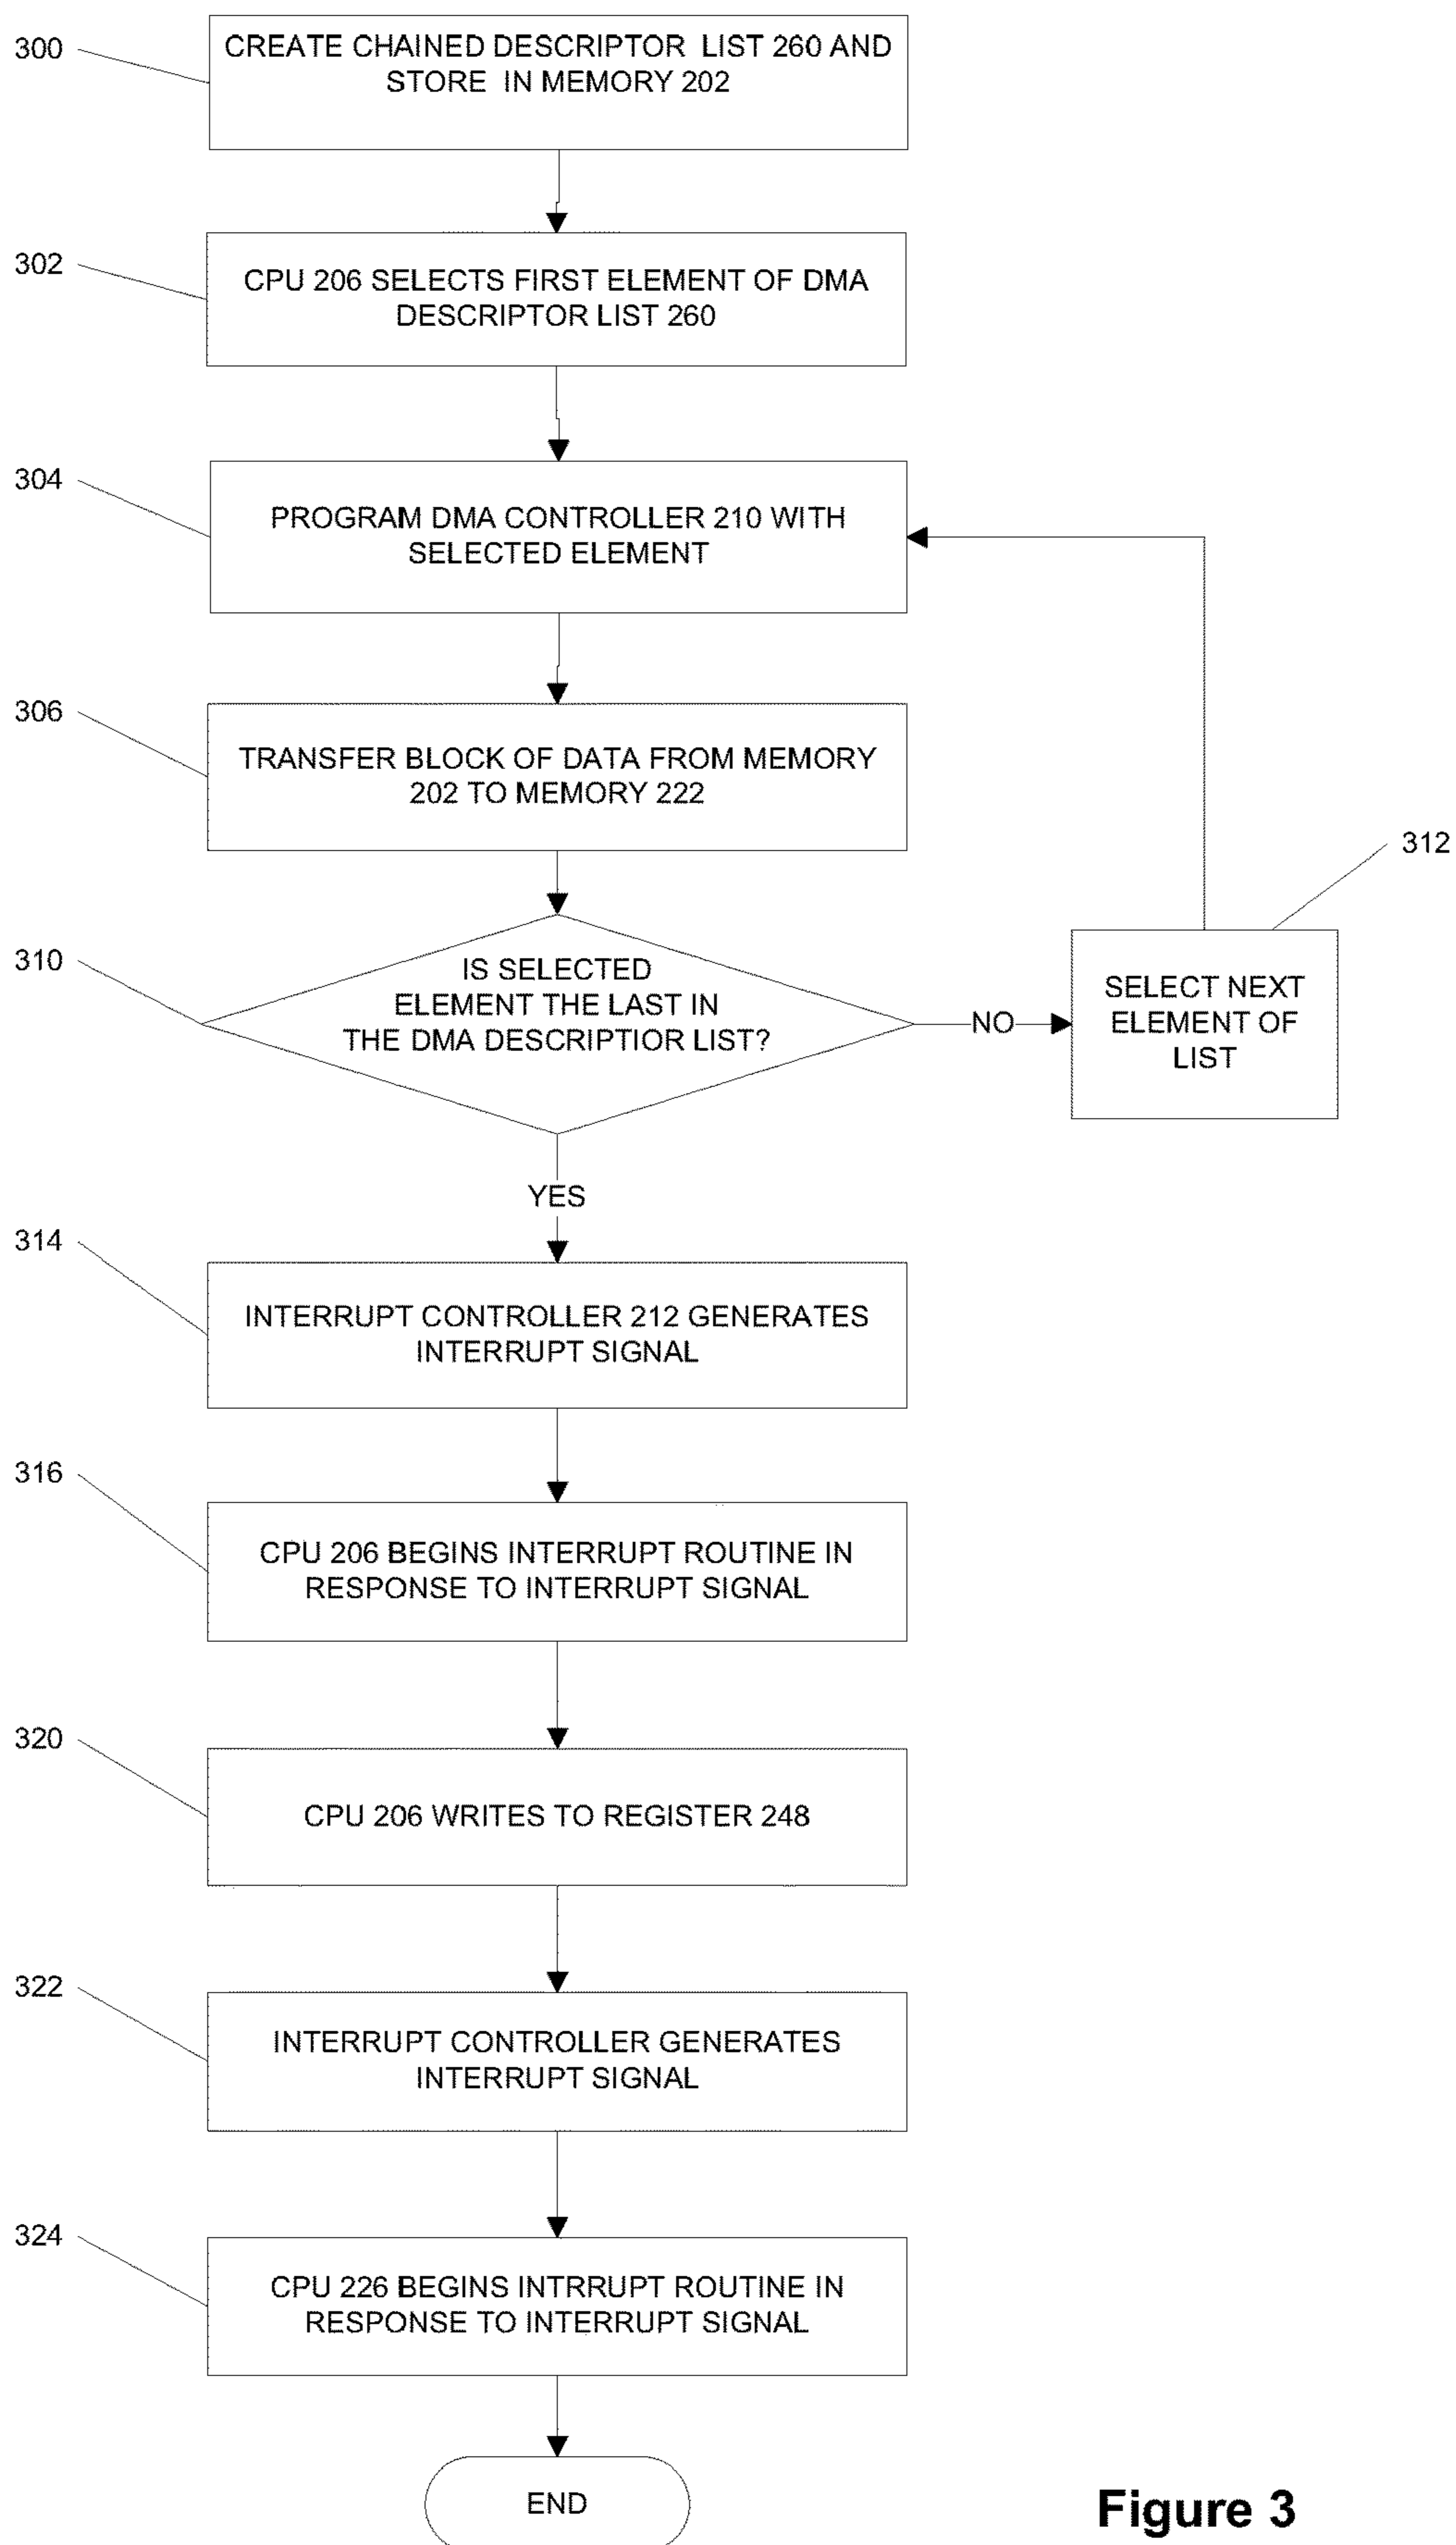 300
CREATE CHAINED DESCRIPTOR LIST 260 AND
STORE IN MEMORY 202
302
CPU 206 SELECTS FIRST ELEMENT OF DMA
DESCRIPTOR LIST 260
304
PROGRAM DMA CONTROLLER 210 WITH
SELECTED ELEMENT
306
TRANSFER BLOCK OF DATA FROM MEMORY
202 TO MEMORY 222
310
IS SELECTED
ELEMENT THE LAST IN
THE DMA DESCRIPTIOR LIST?
NO
312
SELECT NEXT
ELEMENT OF
LIST
YES
314
INTERRUPT CONTROLLER 212 GENERATES
INTERRUPT SIGNAL
316
CPU 206 BEGINS INTERRUPT ROUTINE IN
RESPONSE TO INTERRUPT SIGNAL
320
CPU 206 WRITES TO REGISTER 248
322
INTERRUPT CONTROLLER GENERATES
INTERRUPT SIGNAL
324
CPU 226 BEGINS INTRRUPT ROUTINE IN
RESPONSE TO INTERRUPT SIGNAL
END
Figure 3